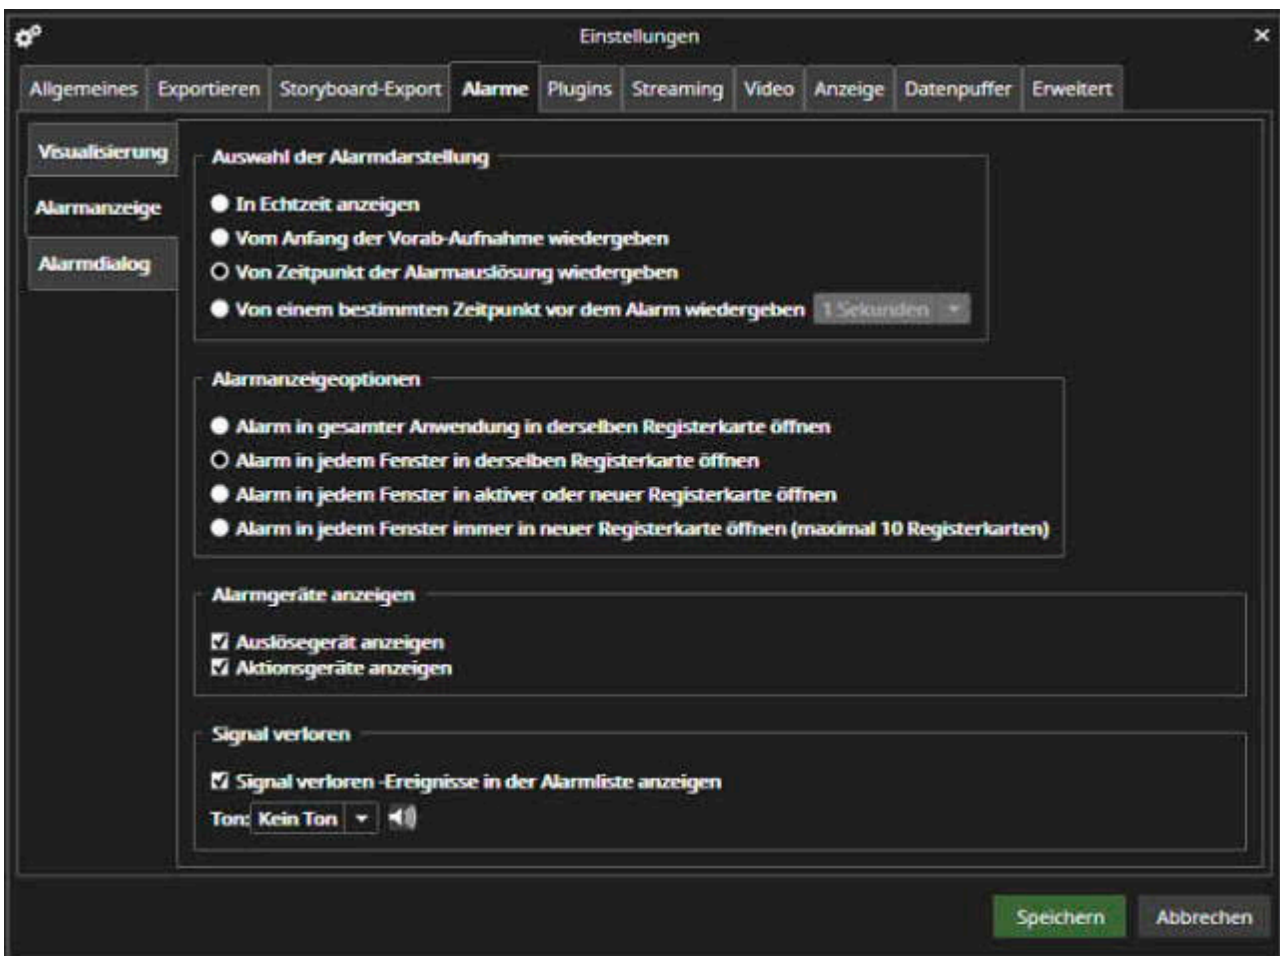 Einstellungen
Allgemeines Exportieren Storyboard-Export Alarme Plugins Streaming Video Anzeige Datenpuffer Erweitert
Visualisierung
Alarmanzeige
Alarmdialog
Auswahl der Alarmdarstellung
In Echtzeit anzeigen
Vom Anfang der Vorab-Aufnahme wiedergeben
Von Zeitpunkt der Alarmauslösung wiedergeben
Von einem bestimmten Zeitpunkt vor dem Alarm wiedergeben 1 Sekunden
Alarmanzeigeoptionen
Alarm in gesamter Anwendung in derselben Registerkarte öffnen
Alarm in jedem Fenster in derselben Registerkarte öffnen
Alarm in jedem Fenster in aktiver oder neuer Registerkarte öffnen
Alarm in jedem Fenster immer in neuer Registerkarte öffnen (maximal 10 Registerkarten)
Alarmgeräte anzeigen
Auslösegerät anzeigen
Aktionsgeräte anzeigen
Signal verloren
Signal verloren -Ereignisse in der Alarmliste anzeigen
Ton: Kein Ton
Speichern Abbrechen